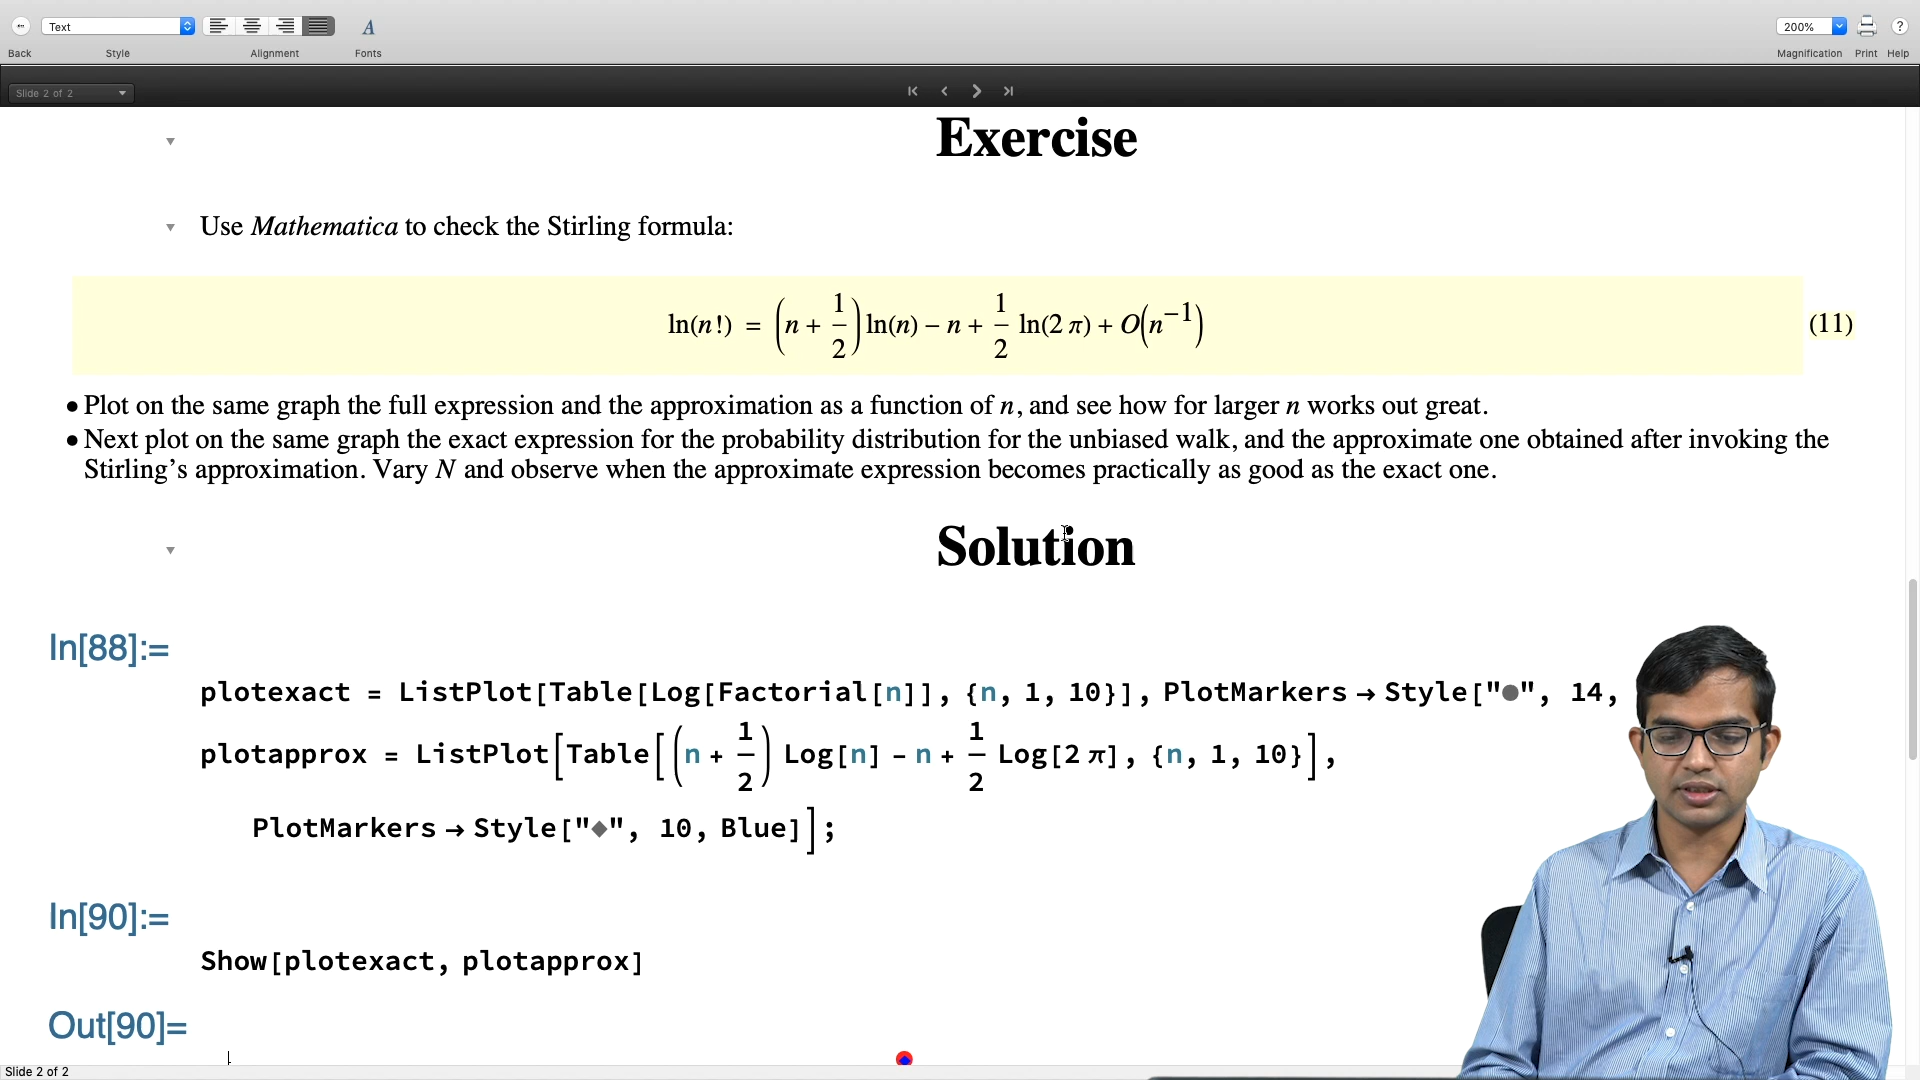 Text
200%
Back
Style
Alignment
Fonts
Magnification
Print
Help
Slide 2 of 2
Exercise
Use Mathematica to check the Stirling formula:
ln(n!) = (n + 1/2) ln(n) − n + 1/2 ln(2 π) + O(n^−1) (11)
• Plot on the same graph the full expression and the approximation as a function of n, and see how for larger n works out great.
• Next plot on the same graph the exact expression for the probability distribution for the unbiased walk, and the approximate one obtained after invoking the
Stirling's approximation. Vary N and observe when the approximate expression becomes practically as good as the exact one.
Solution
In[88]:=
plotexact = ListPlot[Table[Log[Factorial[n]], {n, 1, 10}], PlotMarkers → Style["●", 14,
plotapprox = ListPlot[Table[(n + 1/2) Log[n] − n + 1/2 Log[2 π], {n, 1, 10}],
PlotMarkers → Style["◆", 10, Blue]];
In[90]:=
Show[plotexact, plotapprox]
Out[90]=
Slide 2 of 2